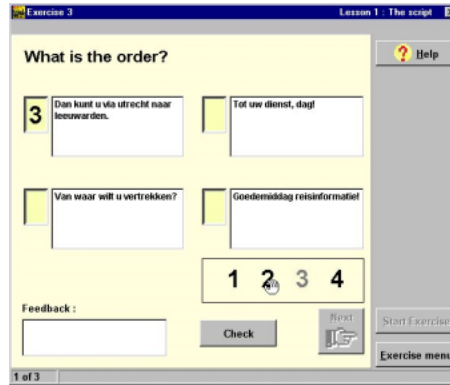 Exercise 3
Lesson 1 : The script
What is the order?
Help
3
Dan kunt u via utrecht naar
leeuwarden.
Tot uw dienst, dag!
Van waar wilt u vertrekken?
Goedemiddag reisinformatie!
1 2 3 4
Feedback :
Check
Next
Start Exercise
Exercise menu
1 of 3